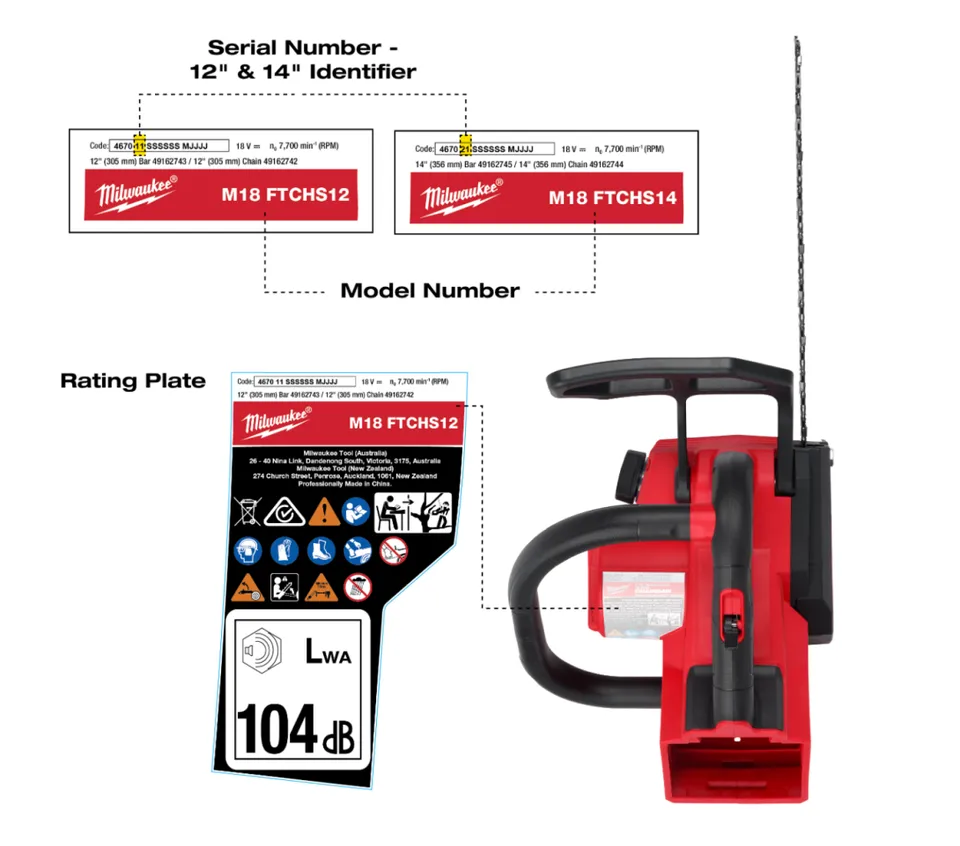 Serial Number -
12" & 14" Identifier
Code: 4670 11 SSSSSS MJJJJ 18 V ⎓ n₀ 7,700 min⁻¹ (RPM)
12" (305 mm) Bar 49162743 / 12" (305 mm) Chain 49162742
Milwaukee®
M18 FTCHS12
Code: 4670 21 SSSSSS MJJJJ 18 V ⎓ n₀ 7,700 min⁻¹ (RPM)
14" (356 mm) Bar 49162745 / 14" (356 mm) Chain 49162744
Milwaukee®
M18 FTCHS14
Model Number
Rating Plate
Code: 4670 11 SSSSSS MJJJJ 18 V ⎓ n₀ 7,700 min⁻¹ (RPM)
12" (305 mm) Bar 49162743 / 12" (305 mm) Chain 49162742
Milwaukee®
M18 FTCHS12
Milwaukee Tool (Australia)
26 - 40 Nina Link, Dandenong South, Victoria, 3175, Australia
Milwaukee Tool (New Zealand)
274 Church Street, Penrose, Auckland, 1061, New Zealand
Professionally Made in China.
LWA
104 dB